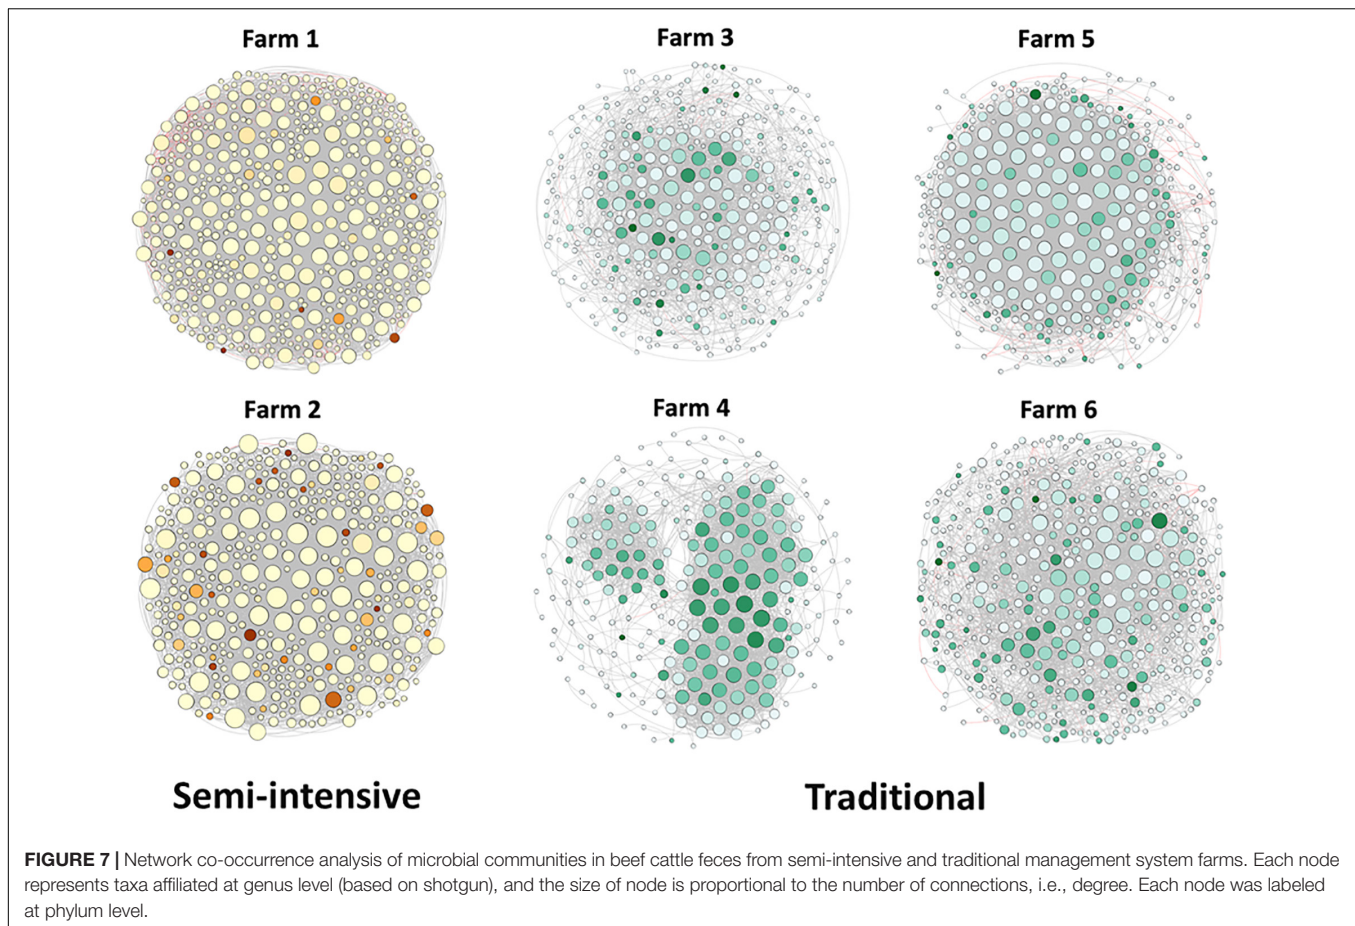 Farm 1
Farm 3
Farm 5
Farm 2
Farm 4
Farm 6
Semi-intensive
Traditional
FIGURE 7 | Network co-occurrence analysis of microbial communities in beef cattle feces from semi-intensive and traditional management system farms. Each node
represents taxa affiliated at genus level (based on shotgun), and the size of node is proportional to the number of connections, i.e., degree. Each node was labeled
at phylum level.